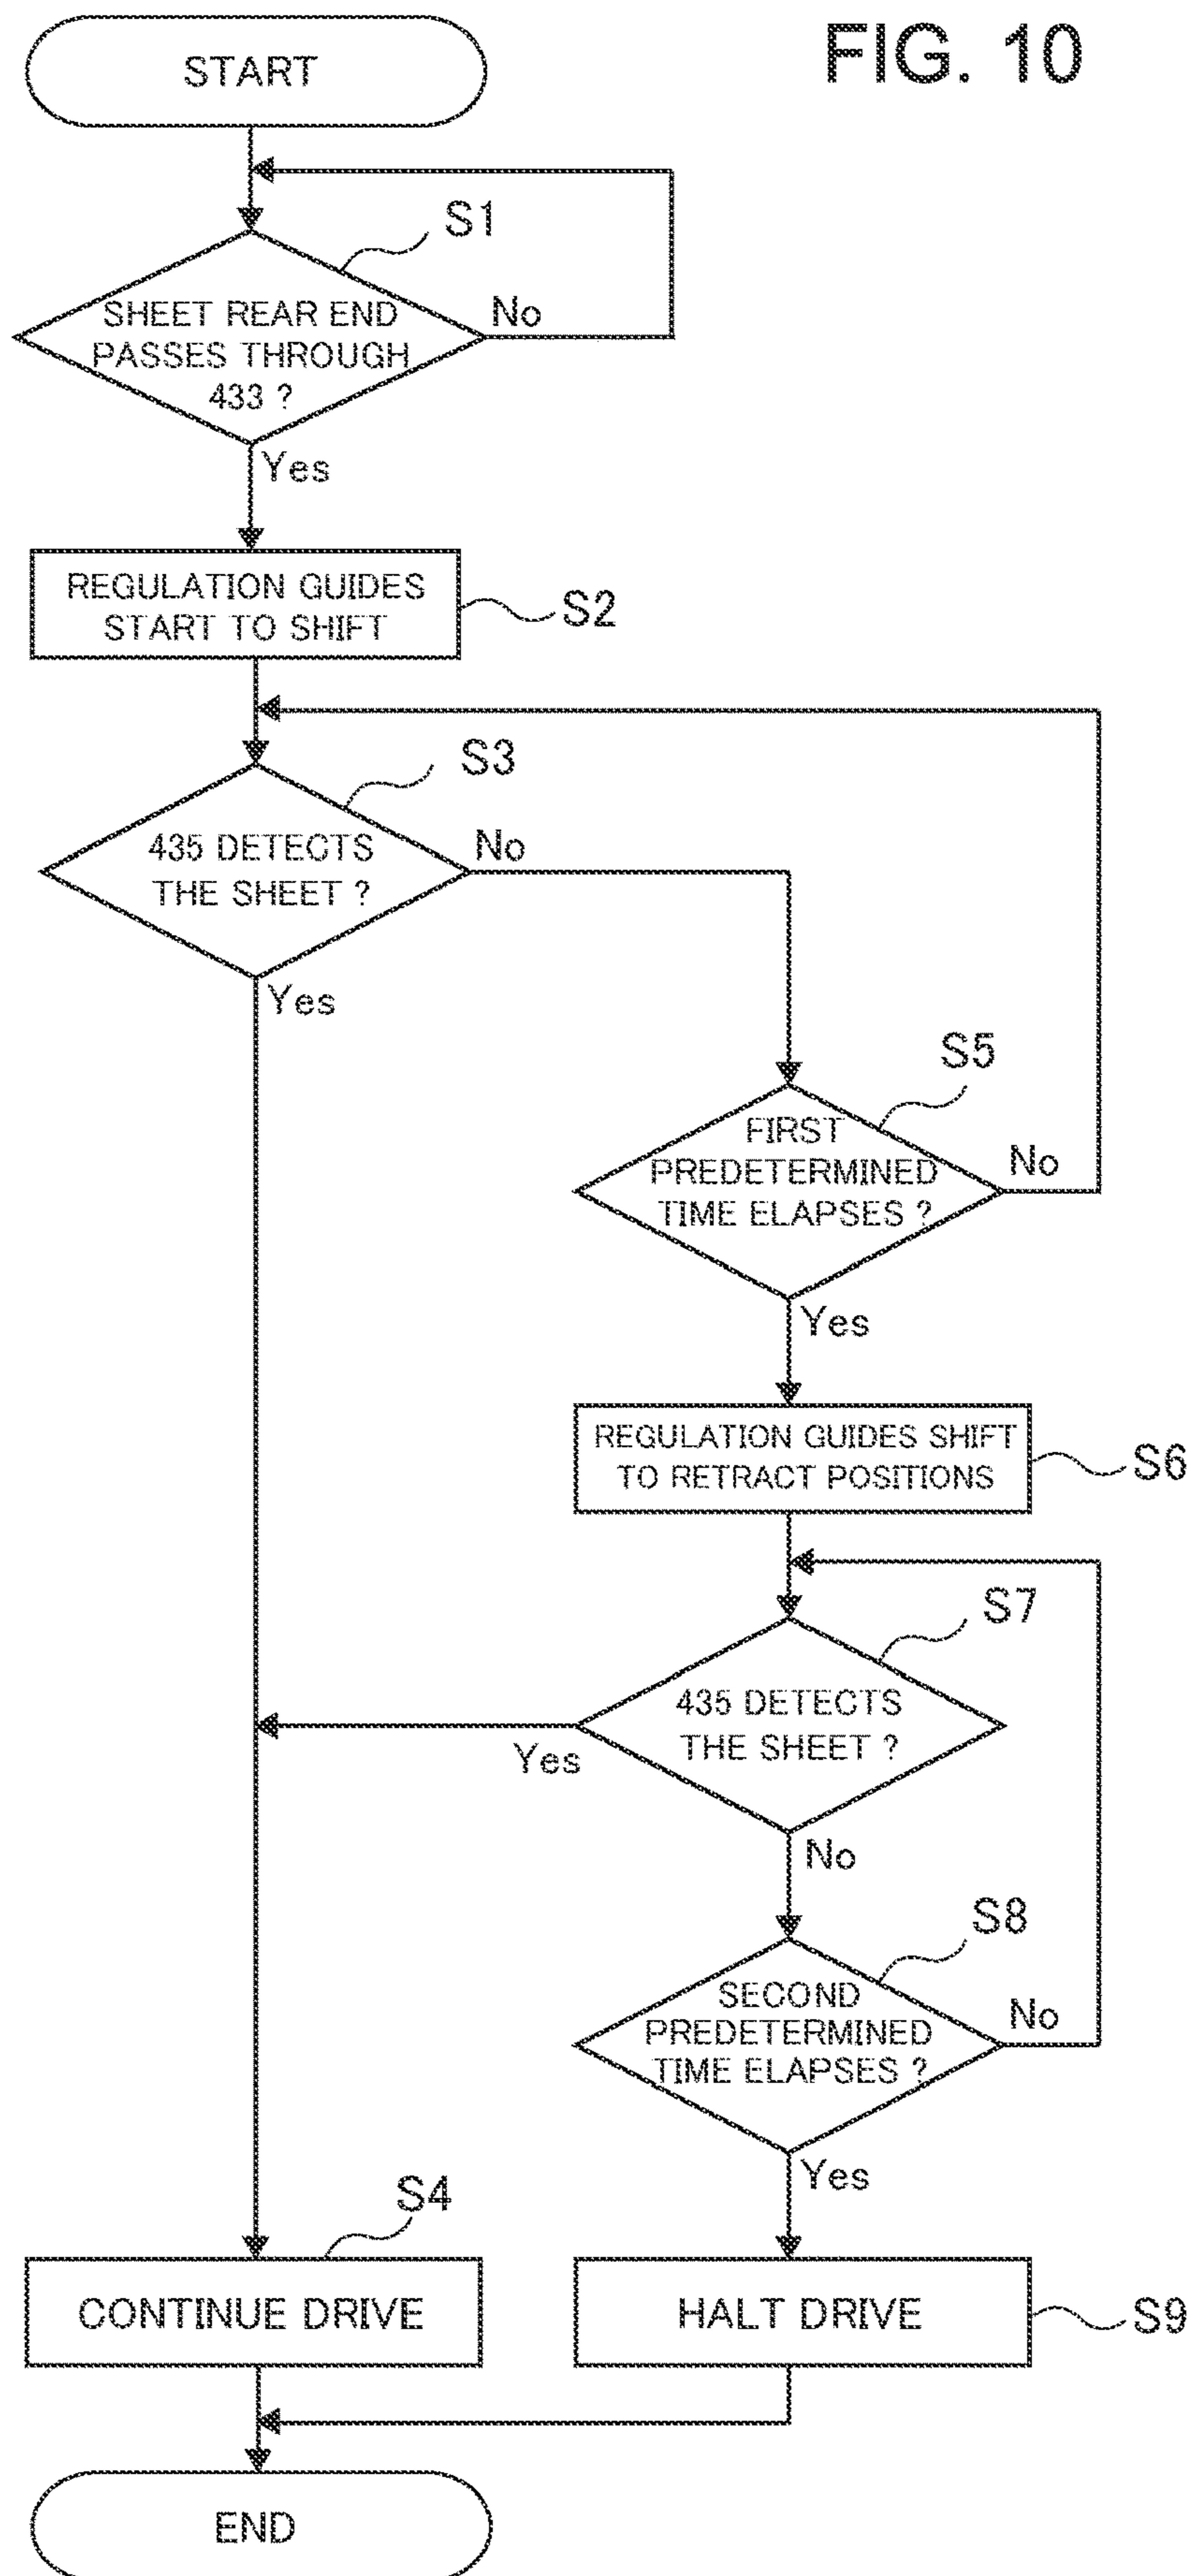 FIG. 10
START
S1
SHEET REAR END
PASSES THROUGH
433 ?
No
Yes
REGULATION GUIDES
START TO SHIFT
S2
S3
435 DETECTS
THE SHEET ?
No
Yes
S5
FIRST
PREDETERMINED
TIME ELAPSES ?
No
Yes
REGULATION GUIDES SHIFT
TO RETRACT POSITIONS
S6
S7
435 DETECTS
THE SHEET ?
Yes
No
S8
SECOND
PREDETERMINED
TIME ELAPSES ?
No
Yes
S4
CONTINUE DRIVE
HALT DRIVE
S9
END